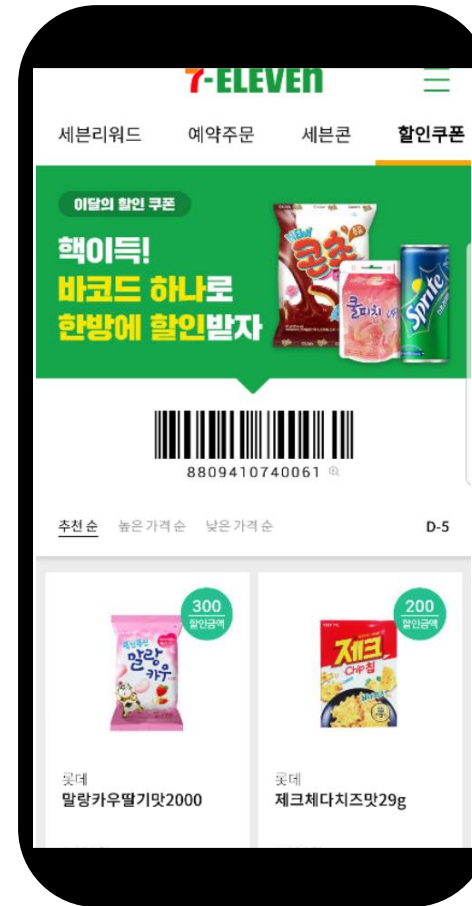 7-ELEVEn
세븐리워드 예약주문 세븐콘 할인쿠폰
이달의 할인 쿠폰
핵이득!
바코드 하나로
한방에 할인받자
NEW
콘초
쿨피치
Sprite
8809410740061
추천 순 높은 가격 순 낮은 가격 순 D-5
300
할인금액
말랑
카우
롯데
말랑카우딸기맛2000
200
할인금액
제크
Chip 칩
롯데
제크체다치즈맛29g